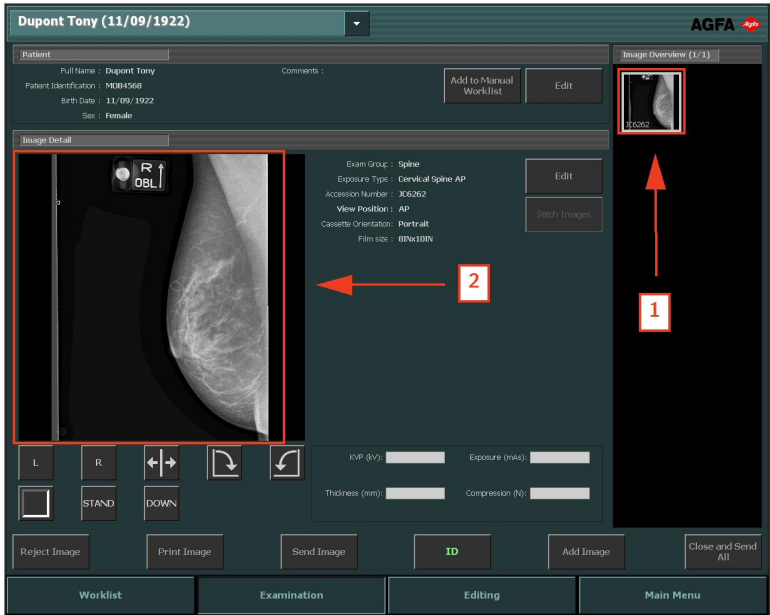 Dupont Tony (11/09/1922)
AGFA Agfa
Patient
Full Name : Dupont Tony
Comments :
Patient Identification : MDB4568
Birth Date : 11/09/1922
Sex : Female
Add to Manual
Worklist
Edit
Image Overview (1/1)
JC6262
1
Image Detail
R
OBL
Exam Group : Spine
Exposure Type : Cervical Spine AP
Accession Number : JC6262
View Position : AP
Cassette Orientation: Portrait
Film size : 8INx10IN
Edit
Stitch Images
2
L
R
STAND
DOWN
KVP (kV):
Exposure (mAs):
Thickness (mm):
Compression (N):
Reject Image
Print Image
Send Image
ID
Add Image
Close and Send
All
Worklist
Examination
Editing
Main Menu